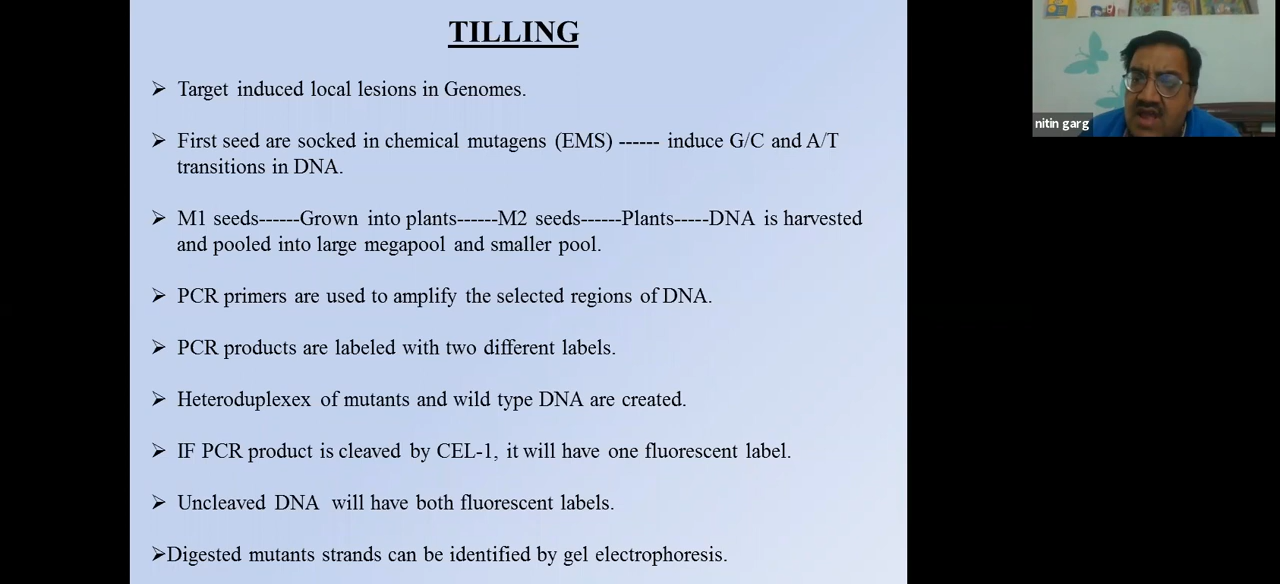 TILLING
➢ Target induced local lesions in Genomes.
➢ First seed are socked in chemical mutagens (EMS) ------ induce G/C and A/T
transitions in DNA.
➢ M1 seeds------Grown into plants------M2 seeds------Plants-----DNA is harvested
and pooled into large megapool and smaller pool.
➢ PCR primers are used to amplify the selected regions of DNA.
➢ PCR products are labeled with two different labels.
➢ Heteroduplexex of mutants and wild type DNA are created.
➢ IF PCR product is cleaved by CEL-1, it will have one fluorescent label.
➢ Uncleaved DNA will have both fluorescent labels.
➢Digested mutants strands can be identified by gel electrophoresis.
nitin garg